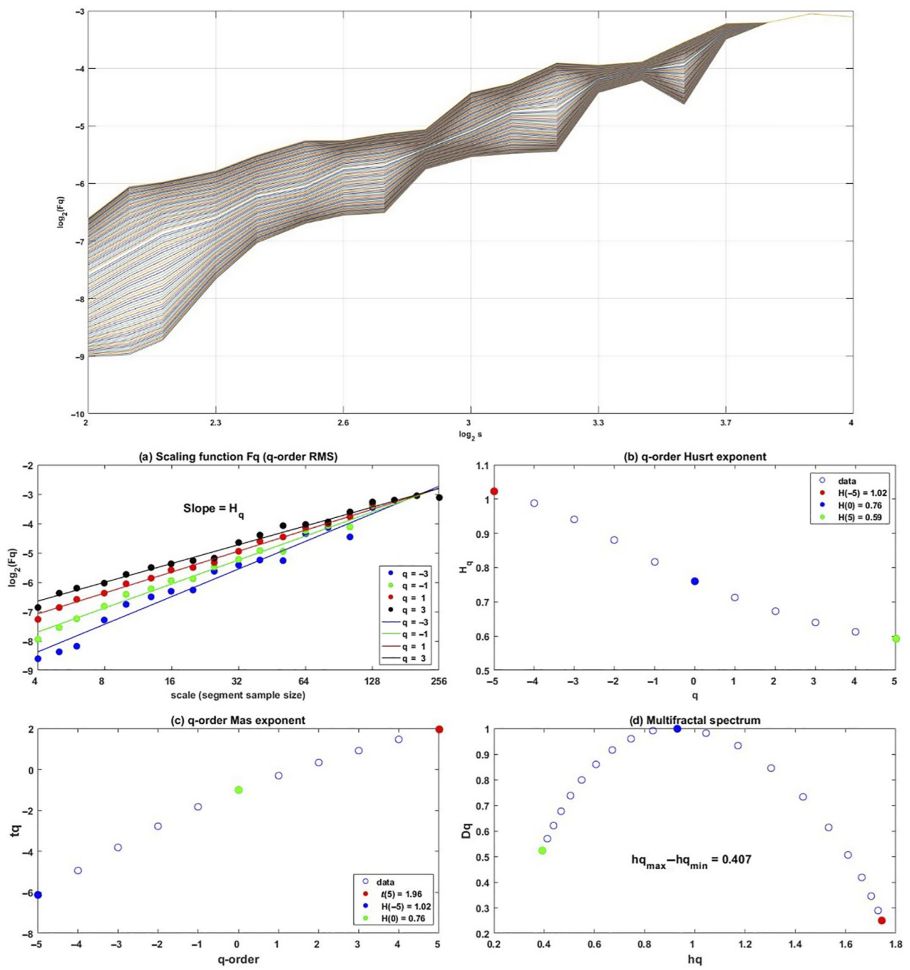 −3
−4
−5
−6
−7
−8
−9
−10
log2(Fq)
2 2.3 2.6 3 3.3 3.7 4
log2 s
(a) Scaling function Fq (q-order RMS)
−2
−3
−4
−5
−6
−7
−8
−9
log2(Fq)
Slope = Hq
q = −3
q = −1
q = 1
q = 3
q = −3
q = −1
q = 1
q = 3
4 8 16 32 64 128 256
scale (segment sample size)
(b) q-order Husrt exponent
1.1
1
0.9
0.8
0.7
0.6
0.5
Hq
data
H(−5) = 1.02
H(0) = 0.76
H(5) = 0.59
−5 −4 −3 −2 −1 0 1 2 3 4 5
q
(c) q-order Mas exponent
2
0
−2
−4
−6
−8
tq
data
t(5) = 1.96
H(−5) = 1.02
H(0) = 0.76
−5 −4 −3 −2 −1 0 1 2 3 4 5
q-order
(d) Multifractal spectrum
1
0.9
0.8
0.7
0.6
0.5
0.4
0.3
0.2
Dq
hqmax−hqmin = 0.407
0.2 0.4 0.6 0.8 1 1.2 1.4 1.6 1.8
hq